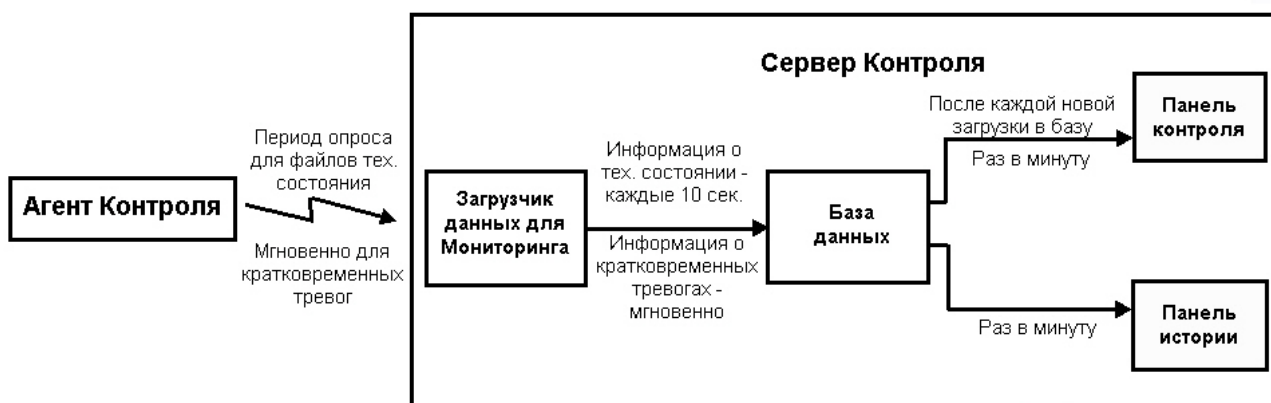 Сервер Контроля
Агент Контроля
Период опроса
для файлов тех.
состояния
Мгновенно для
кратковременных
тревог
Загрузчик
данных для
Мониторинга
Информация о
тех. состоянии -
каждые 10 сек.
Информация о
кратковременных
тревогах -
мгновенно
База
данных
После каждой новой
загрузки в базу
Раз в минуту
Панель
контроля
Раз в минуту
Панель
истории